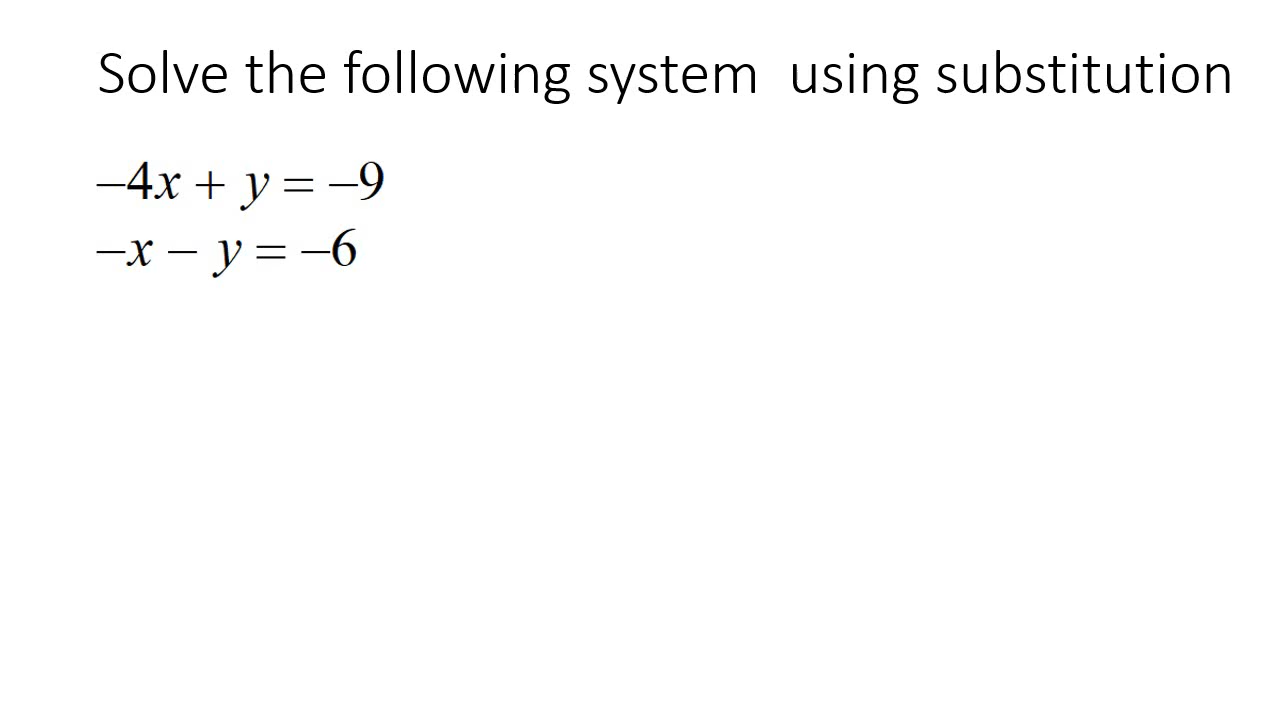 Solve the following system  using substitution
−4x + y = −9
−x − y = −6